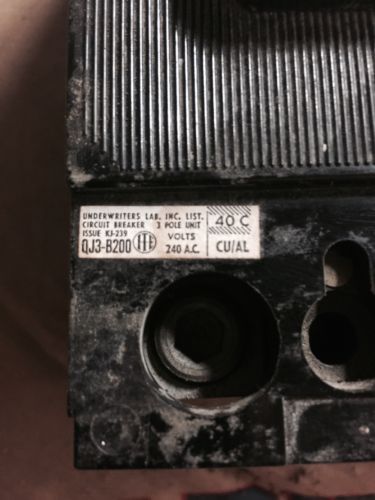 UNDERWRITERS LAB. INC. LIST.
CIRCUIT BREAKER 3 POLE UNIT
ISSUE KJ-239 VOLTS
QJ3-B200 ITE 240 A.C.
40 C
CU/AL